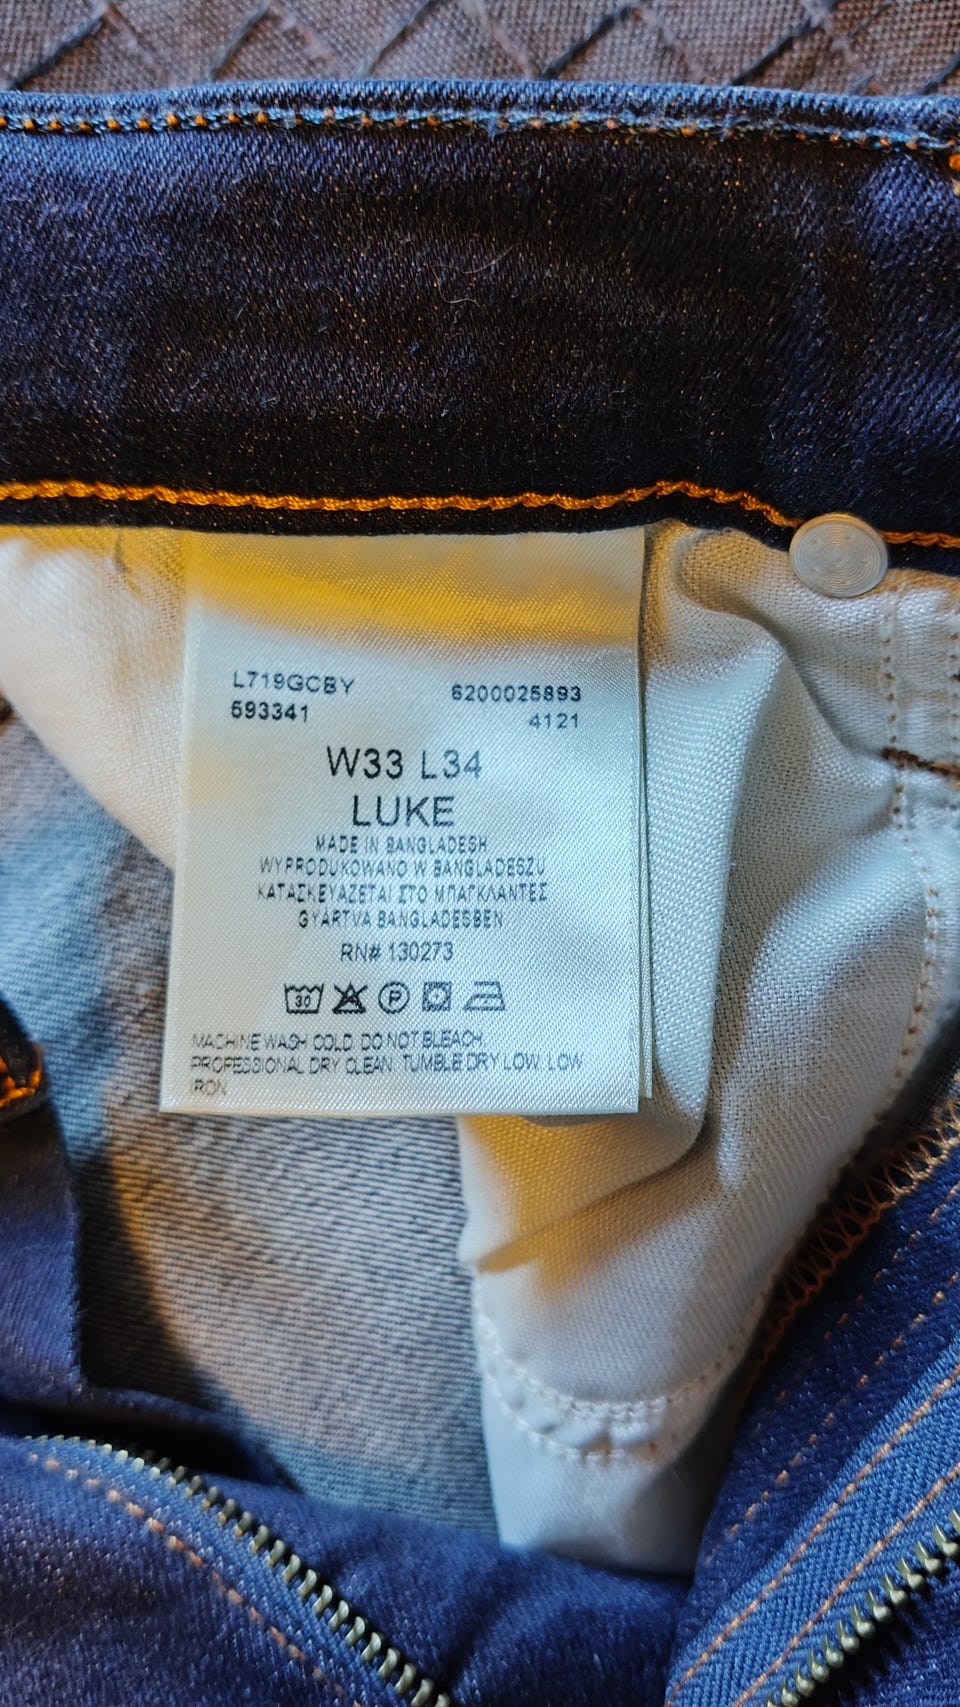 L719GCBY 6200025893
593341 4121
W33 L34
LUKE
MADE IN BANGLADESH
WYPRODUKOWANO W BANGLADESZU
ΚΑΤΑΣΚΕΥΑΖΕΤΑΙ ΣΤΟ ΜΠΑΓΚΛΑΝΤΕΣ
GYÁRTVA BANGLADESBEN
RN# 130273
30 P
MACHINE WASH COLD. DO NOT BLEACH.
PROFESSIONAL DRY CLEAN. TUMBLE DRY LOW. LOW
IRON